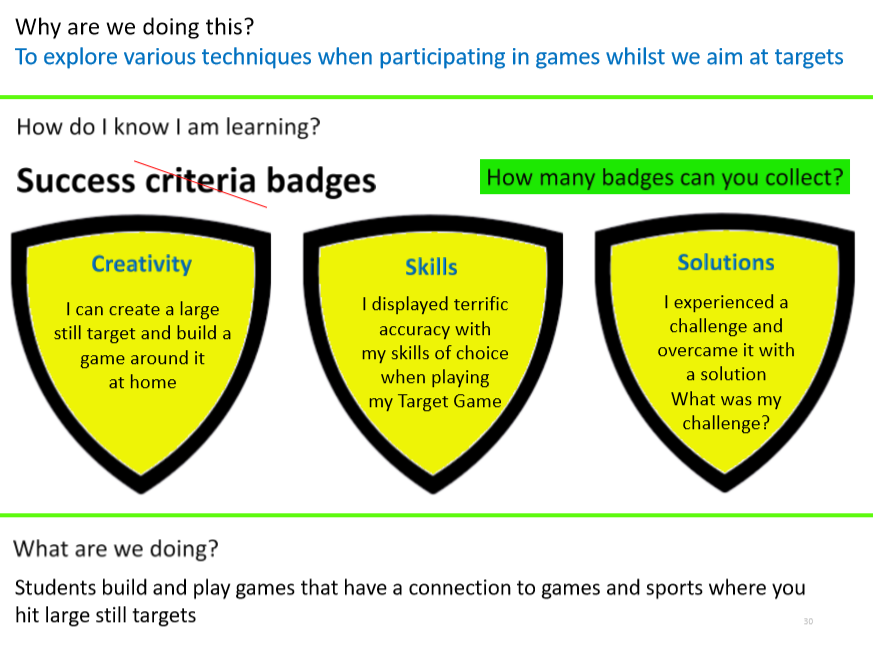 Why are we doing this?
To explore various techniques when participating in games whilst we aim at targets
How do I know I am learning?
Success criteria badges
How many badges can you collect?
Creativity
I can create a large
still target and build a
game around it
at home
Skills
I displayed terrific
accuracy with
my skills of choice
when playing
my Target Game
Solutions
I experienced a
challenge and
overcame it with
a solution
What was my
challenge?
What are we doing?
Students build and play games that have a connection to games and sports where you
hit large still targets
30